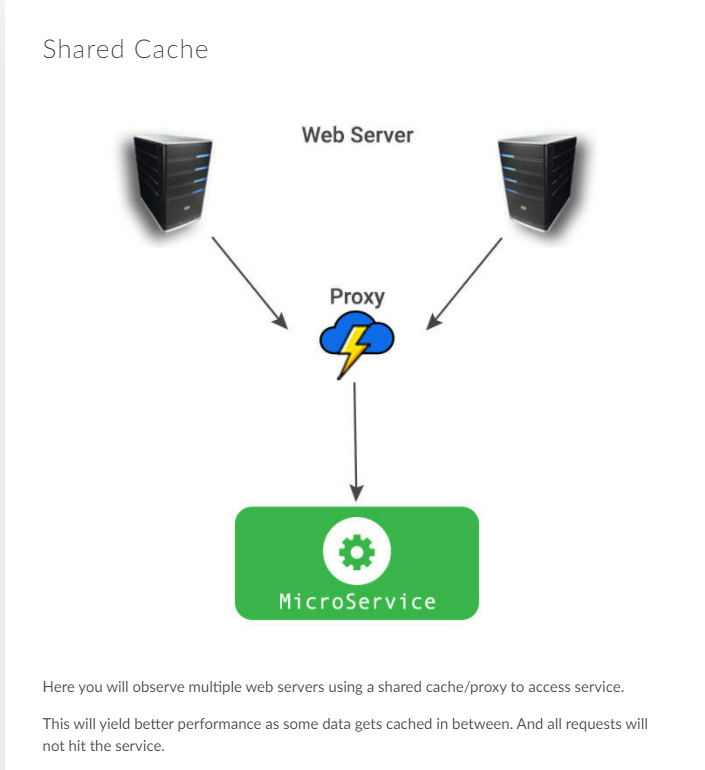 Shared Cache
Web Server
Proxy
MicroService
Here you will observe multiple web servers using a shared cache/proxy to access service.
This will yield better performance as some data gets cached in between. And all requests will
not hit the service.